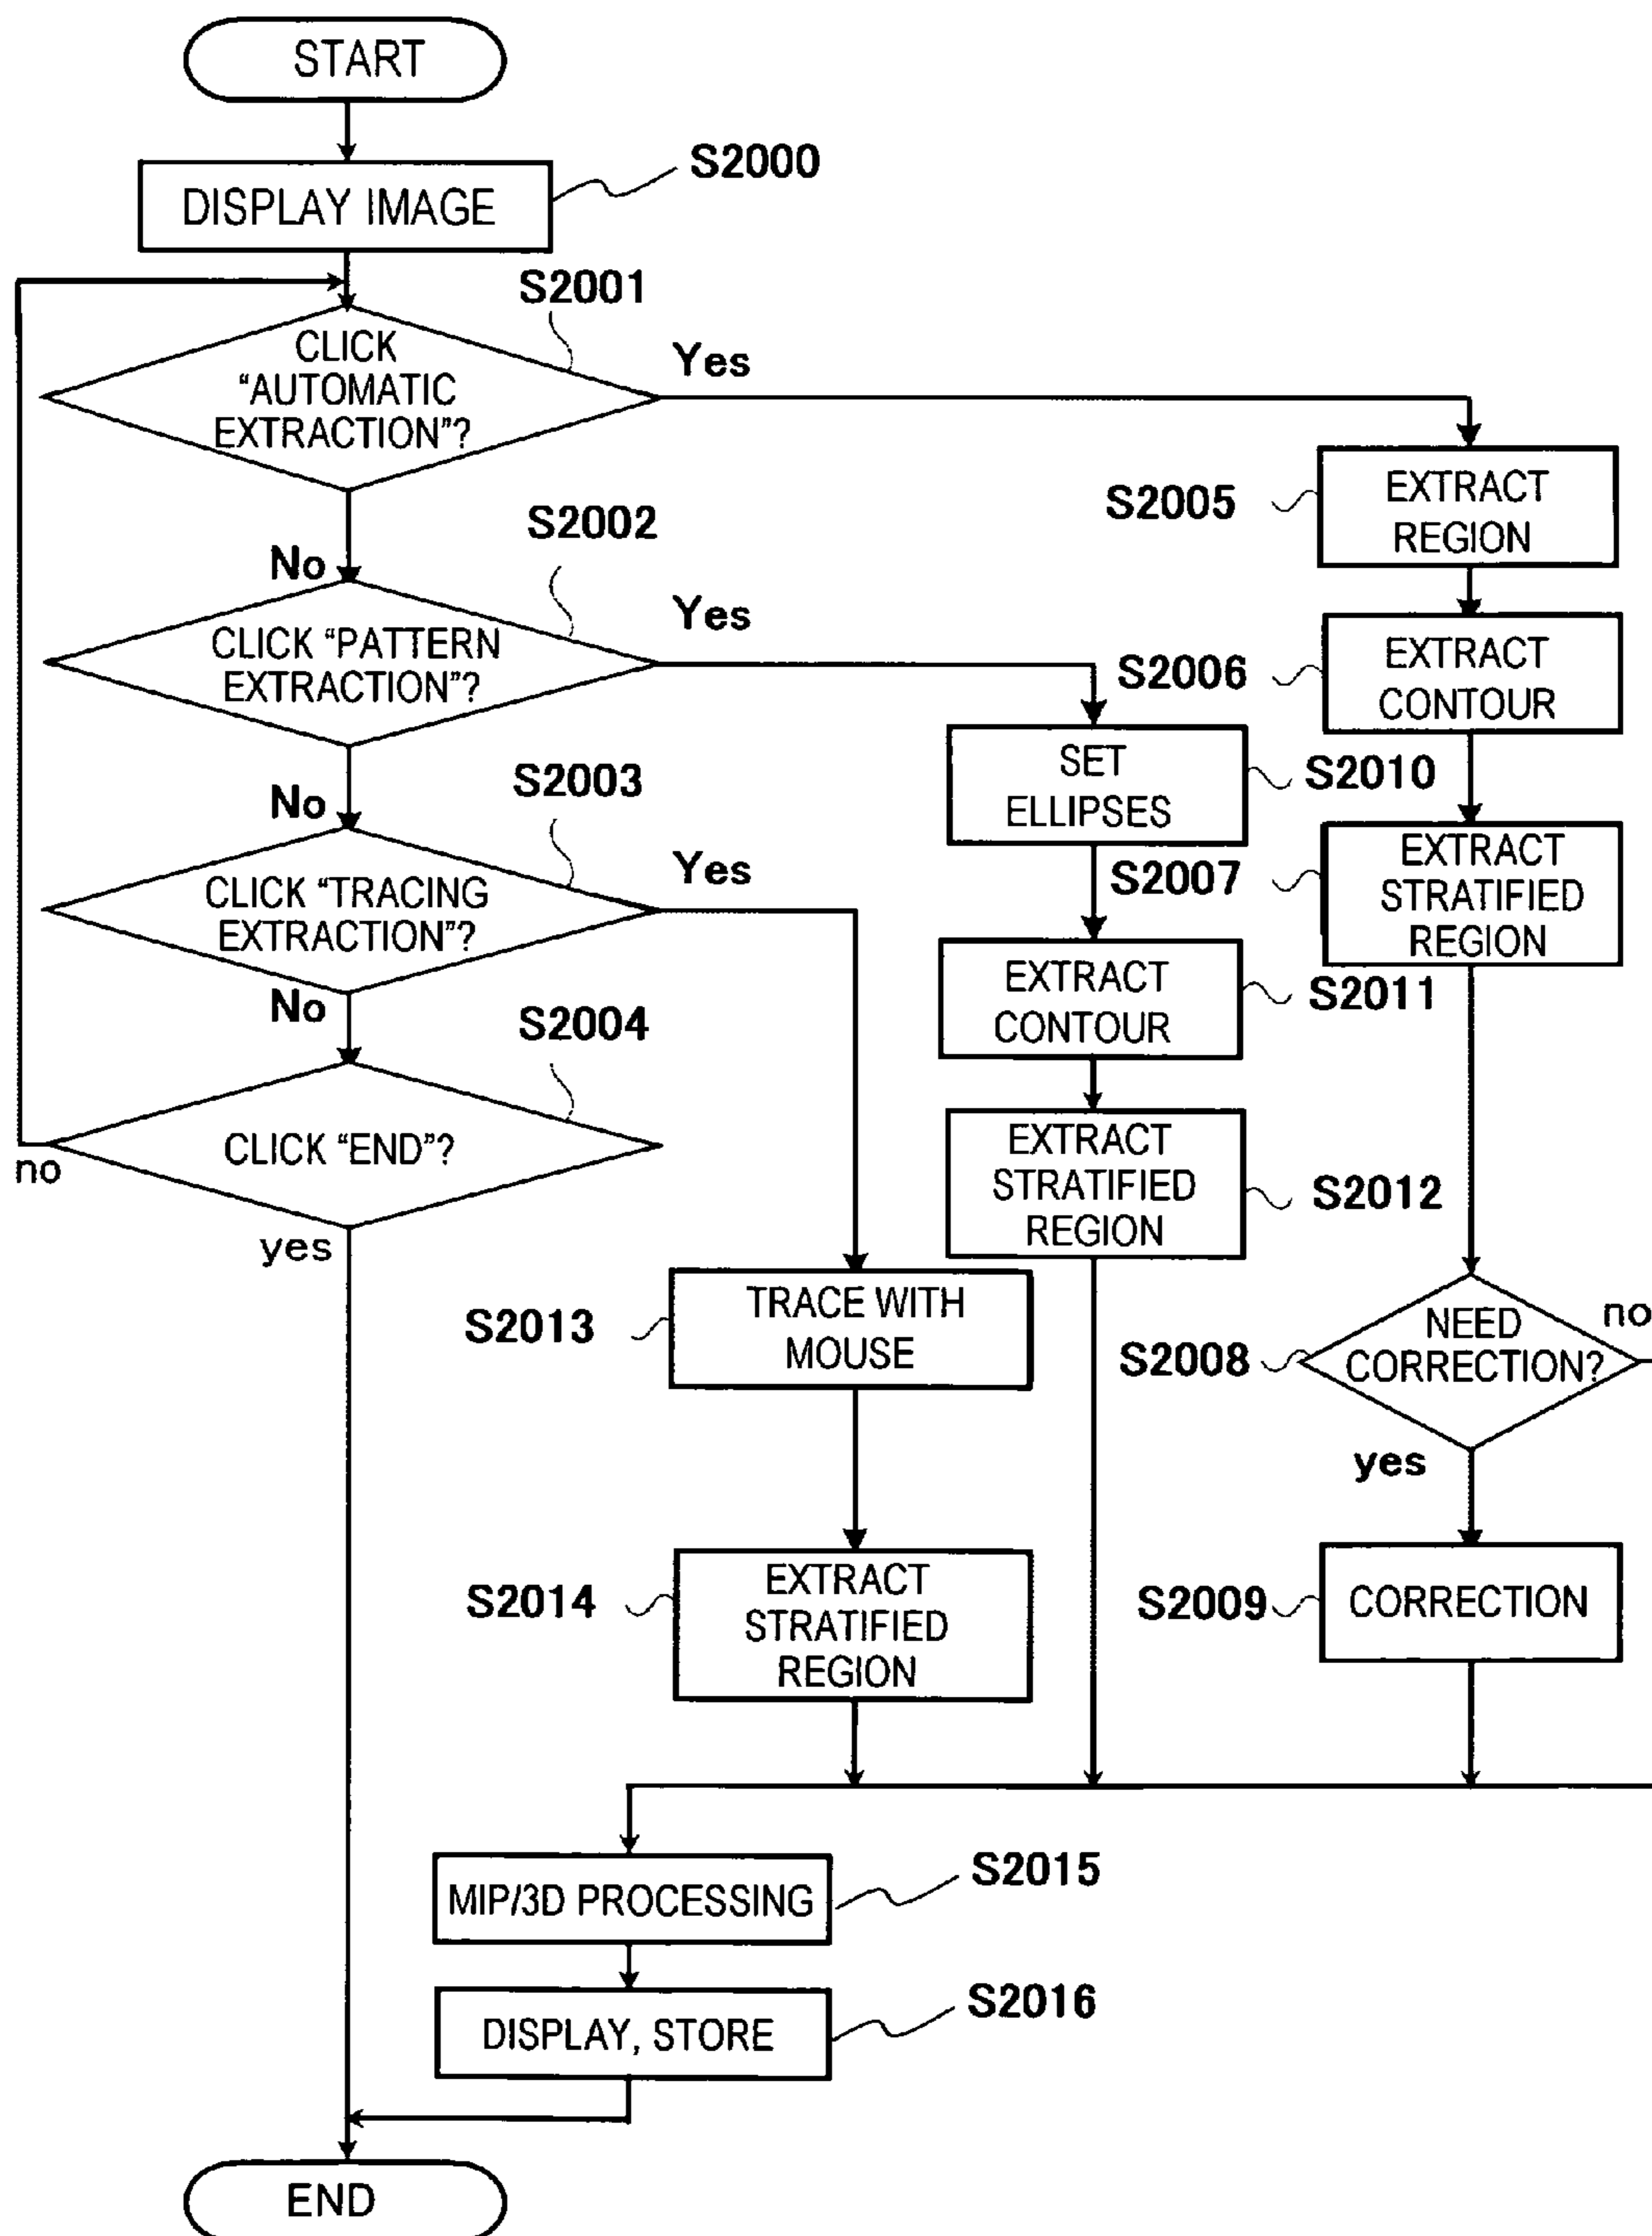 START
S2000
DISPLAY IMAGE
S2001
CLICK
“AUTOMATIC
EXTRACTION”?
Yes
No
S2002
CLICK “PATTERN
EXTRACTION”?
Yes
No
S2003
CLICK “TRACING
EXTRACTION”?
Yes
No
S2004
CLICK “END”?
no
yes
S2005
EXTRACT
REGION
S2006
EXTRACT
CONTOUR
S2007
EXTRACT
STRATIFIED
REGION
S2008
NEED
CORRECTION?
no
yes
S2009
CORRECTION
SET
ELLIPSES
S2010
EXTRACT
CONTOUR
S2011
EXTRACT
STRATIFIED
REGION
S2012
S2013
TRACE WITH
MOUSE
S2014
EXTRACT
STRATIFIED
REGION
S2015
MIP/3D PROCESSING
S2016
DISPLAY, STORE
END